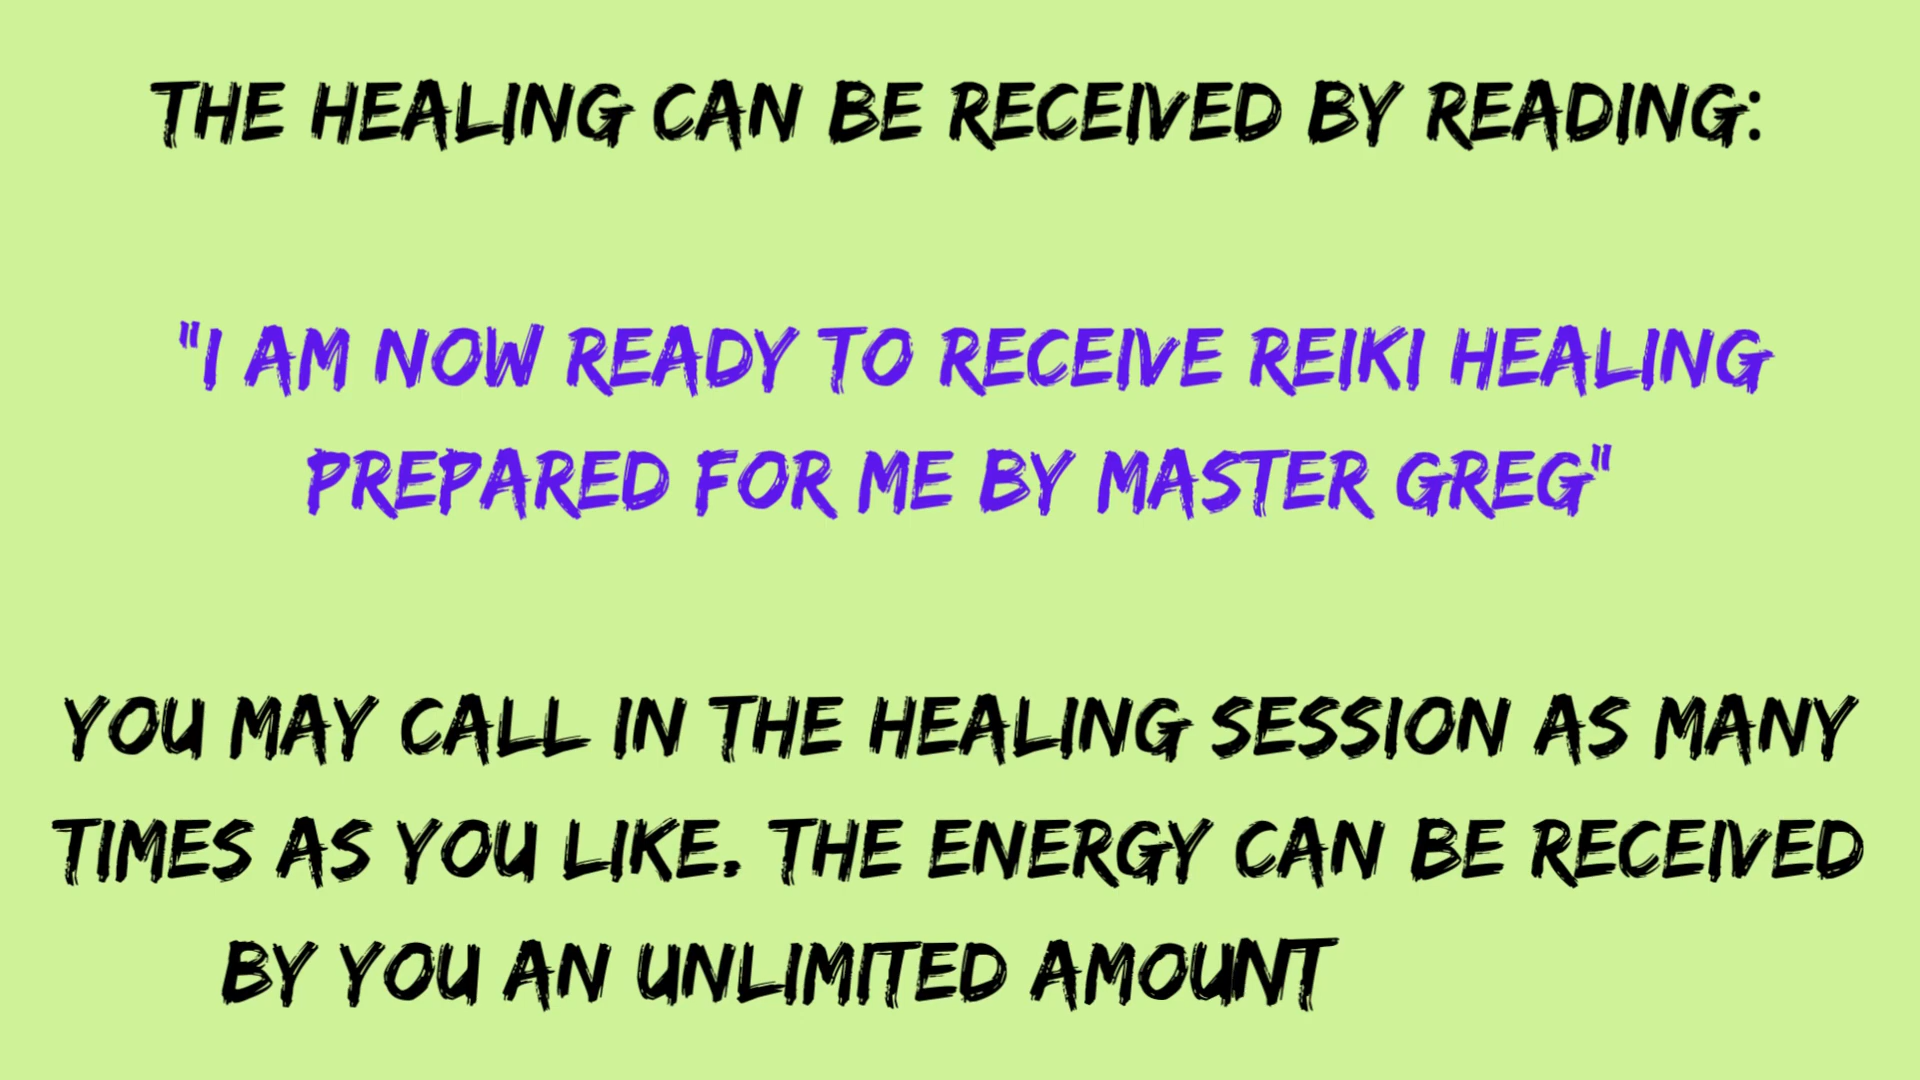 THE HEALING CAN BE RECEIVED BY READING:
"I AM NOW READY TO RECEIVE REIKI HEALING
PREPARED FOR ME BY MASTER GREG"
YOU MAY CALL IN THE HEALING SESSION AS MANY
TIMES AS YOU LIKE. THE ENERGY CAN BE RECEIVED
BY YOU AN UNLIMITED AMOUNT